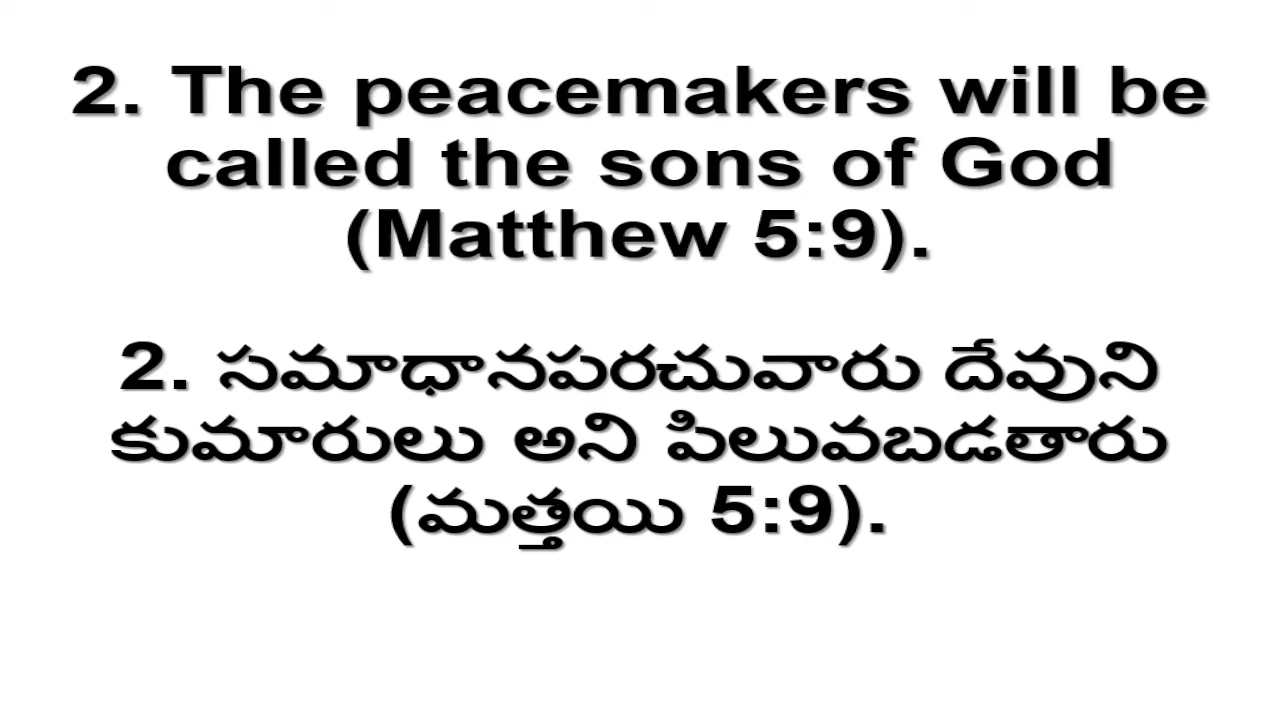 2. The peacemakers will be
called the sons of God
(Matthew 5:9).
2. సమాధానపరచువారు దేవుని
కుమారులు అని పిలువబడతారు
(మత్తయి 5:9).